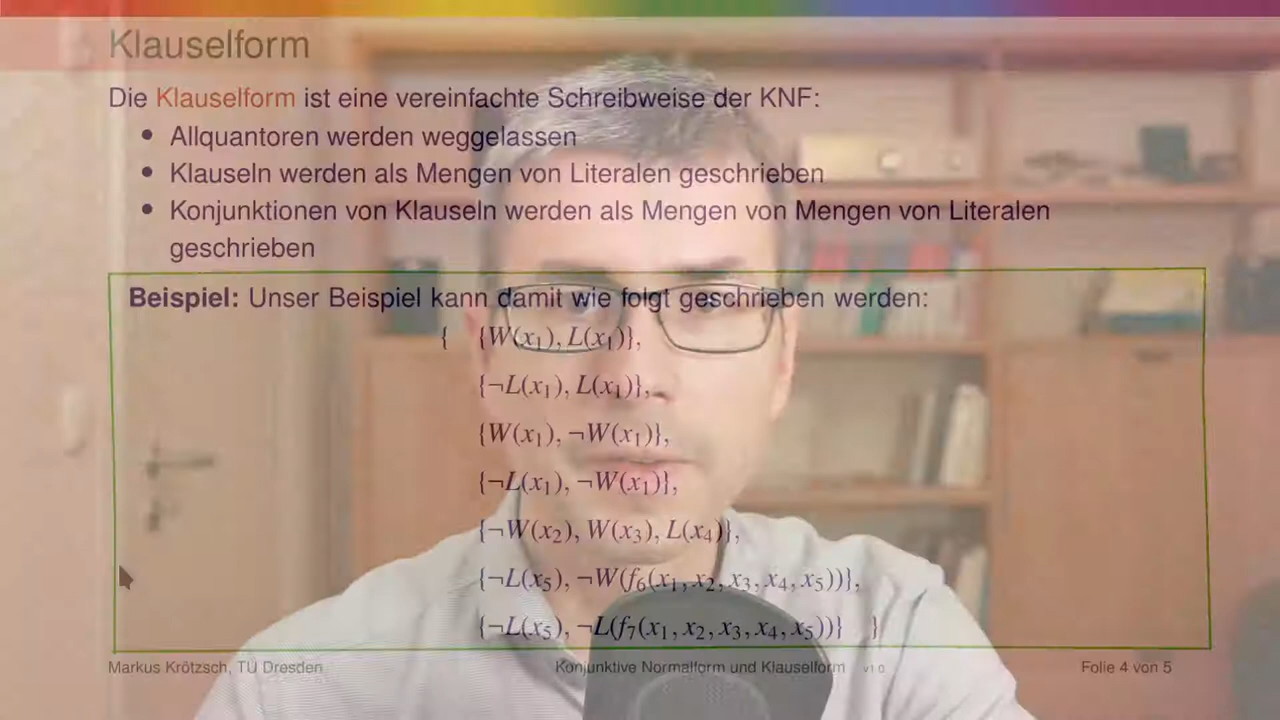 Klauselform
Die Klauselform ist eine vereinfachte Schreibweise der KNF:
• Allquantoren werden weggelassen
• Klauseln werden als Mengen von Literalen geschrieben
• Konjunktionen von Klauseln werden als Mengen von Mengen von Literalen
geschrieben
Beispiel: Unser Beispiel kann damit wie folgt geschrieben werden:
{ {W(x₁), L(x₁)},
{¬L(x₁), L(x₁)},
{W(x₁), ¬W(x₁)},
{¬L(x₁), ¬W(x₁)},
{¬W(x₂), W(x₃), L(x₄)},
{¬L(x₅), ¬W(f₆(x₁, x₂, x₃, x₄, x₅))},
{¬L(x₅), ¬L(f₇(x₁, x₂, x₃, x₄, x₅))} }
Markus Krötzsch, TU Dresden Konjunktive Normalform und Klauselform v1.0 Folie 4 von 5